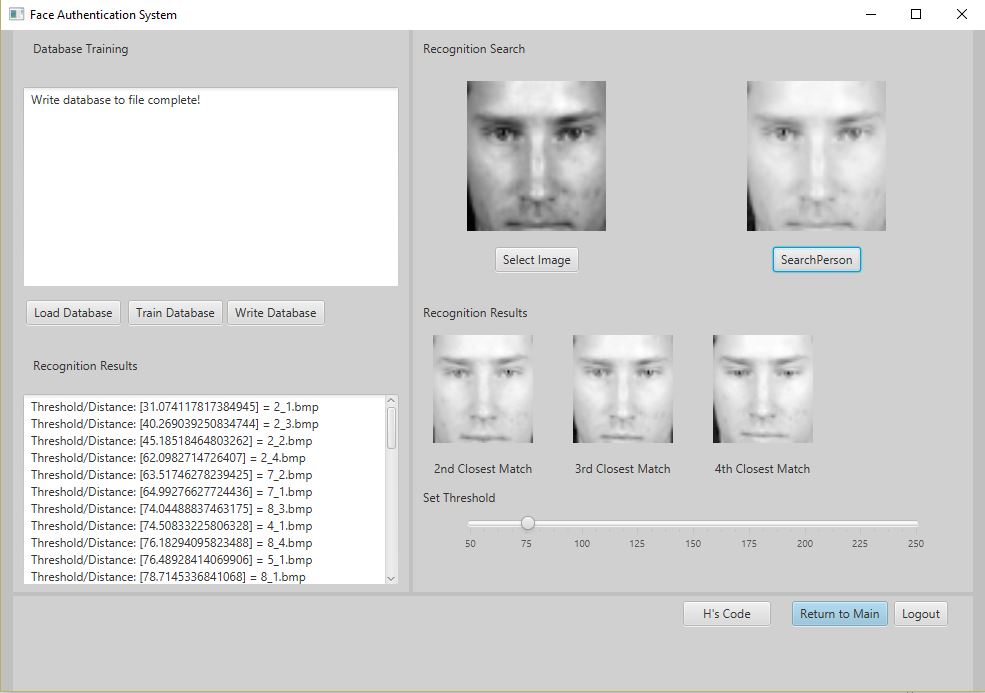 Face Authentication System
Database Training
Write database to file complete!
Load Database
Train Database
Write Database
Recognition Results
Threshold/Distance: [31.074117817384945] = 2_1.bmp
Threshold/Distance: [40.269039250834744] = 2_3.bmp
Threshold/Distance: [45.18518464803262] = 2_2.bmp
Threshold/Distance: [62.0982714726407] = 2_4.bmp
Threshold/Distance: [63.51746278239425] = 7_2.bmp
Threshold/Distance: [64.99276627724436] = 7_1.bmp
Threshold/Distance: [74.04488837463175] = 8_3.bmp
Threshold/Distance: [74.50833225806328] = 4_1.bmp
Threshold/Distance: [76.18294095823488] = 8_4.bmp
Threshold/Distance: [76.48928414069906] = 5_1.bmp
Threshold/Distance: [78.7145336841068] = 8_1.bmp
Recognition Search
Select Image
SearchPerson
Recognition Results
2nd Closest Match
3rd Closest Match
4th Closest Match
Set Threshold
50 75 100 125 150 175 200 225 250
H's Code
Return to Main
Logout